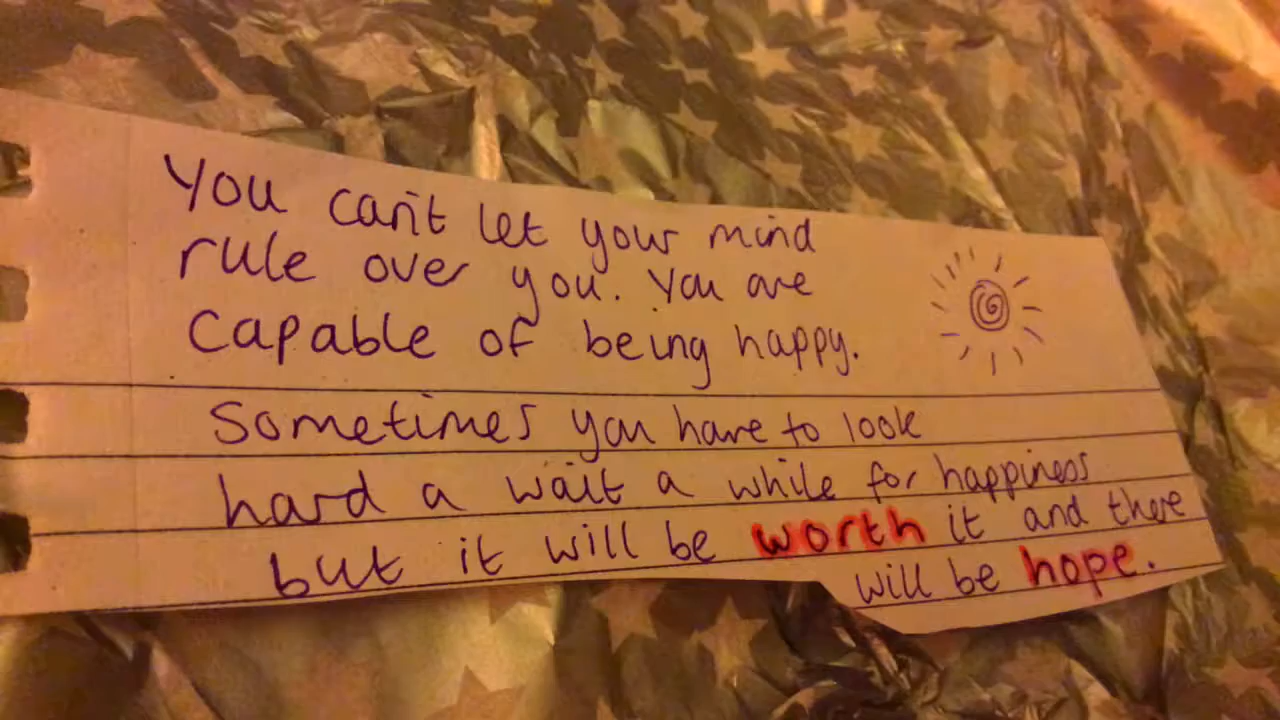 You can't let your mind
rule over you. You are
capable of being happy.
Sometimes you have to look
hard a wait a while for happiness
but it will be worth it and there
will be hope.